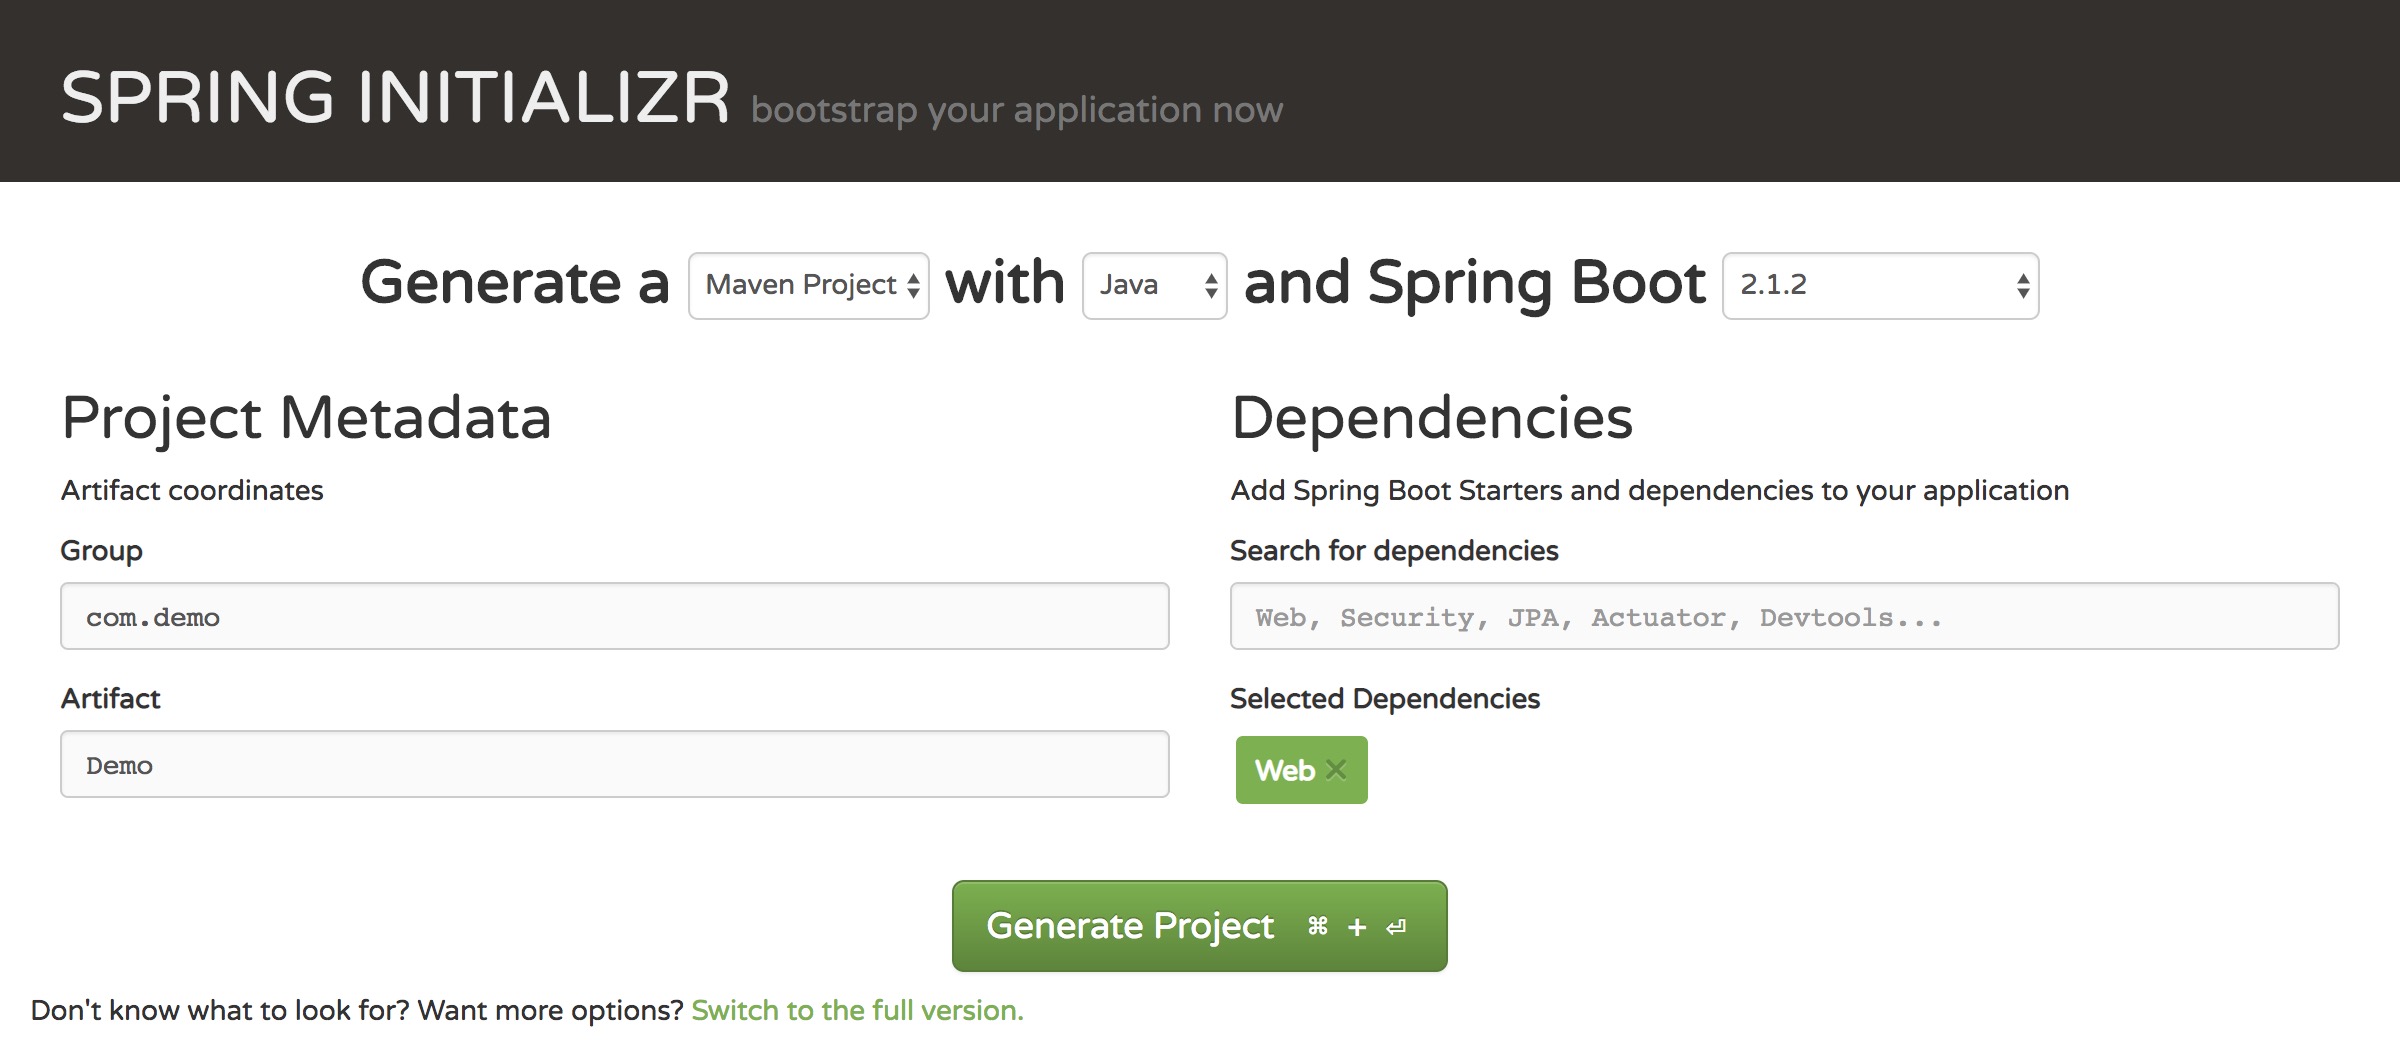 SPRING INITIALIZR bootstrap your application now
Generate a Maven Project with Java and Spring Boot 2.1.2
Project Metadata
Artifact coordinates
Group
com.demo
Artifact
Demo
Dependencies
Add Spring Boot Starters and dependencies to your application
Search for dependencies
Web, Security, JPA, Actuator, Devtools...
Selected Dependencies
Web ×
Generate Project ⌘ + ⏎
Don't know what to look for? Want more options? Switch to the full version.